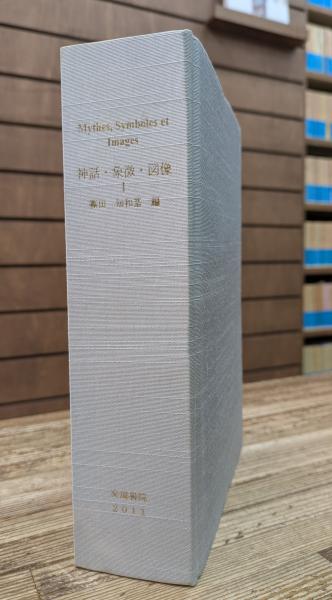 Mythes, Symboles et
Images
神話・象徴・図像
I
篠田 知和基 編
楽瑯書院
2011